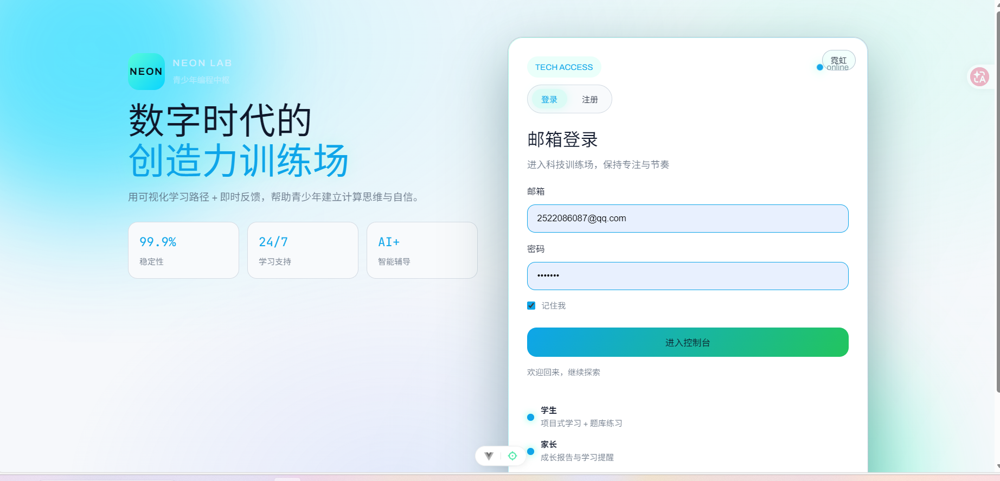 NEON
NEON LAB
青少年编程中枢
数字时代的
创造力训练场
用可视化学习路径 + 即时反馈，帮助青少年建立计算思维与自信。
99.9%
稳定性
24/7
学习支持
AI+
智能辅导
TECH ACCESS
霓虹
online
登录
注册
邮箱登录
进入科技训练场，保持专注与节奏
邮箱
2522086087@qq.com
密码
•••••••
记住我
进入控制台
欢迎回来，继续探索
学生
项目式学习 + 题库练习
家长
成长报告与学习提醒